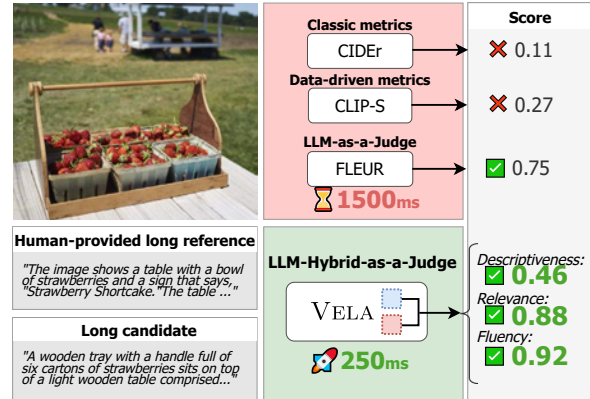 Classic metrics
CIDEr
Data-driven metrics
CLIP-S
LLM-as-a-Judge
FLEUR
1500ms
Score
0.11
0.27
0.75
Human-provided long reference
"The image shows a table with a bowl
of strawberries and a sign that says,
"Strawberry Shortcake."The table ..."
Long candidate
"A wooden tray with a handle full of
six cartons of strawberries sits on top
of a light wooden table comprised..."
LLM-Hybrid-as-a-Judge
VELA
250ms
Descriptiveness:
0.46
Relevance:
0.88
Fluency:
0.92